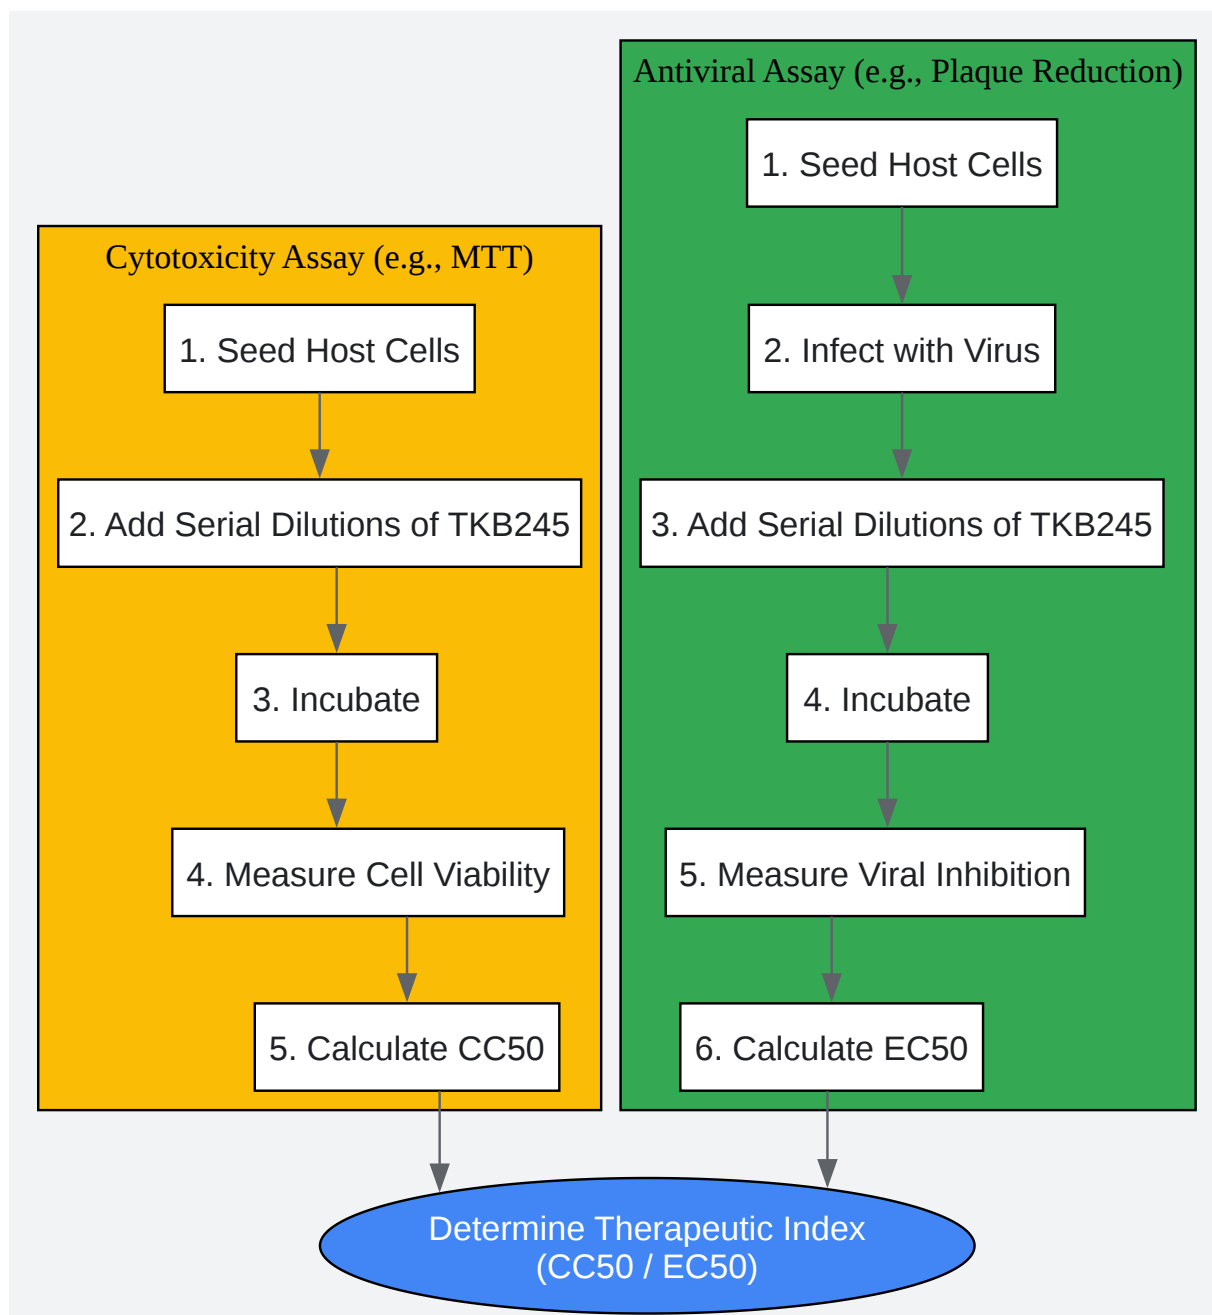 Cytotoxicity Assay (e.g., MTT)
1. Seed Host Cells
2. Add Serial Dilutions of TKB245
3. Incubate
4. Measure Cell Viability
5. Calculate CC50
Antiviral Assay (e.g., Plaque Reduction)
1. Seed Host Cells
2. Infect with Virus
3. Add Serial Dilutions of TKB245
4. Incubate
5. Measure Viral Inhibition
6. Calculate EC50
Determine Therapeutic Index
(CC50 / EC50)